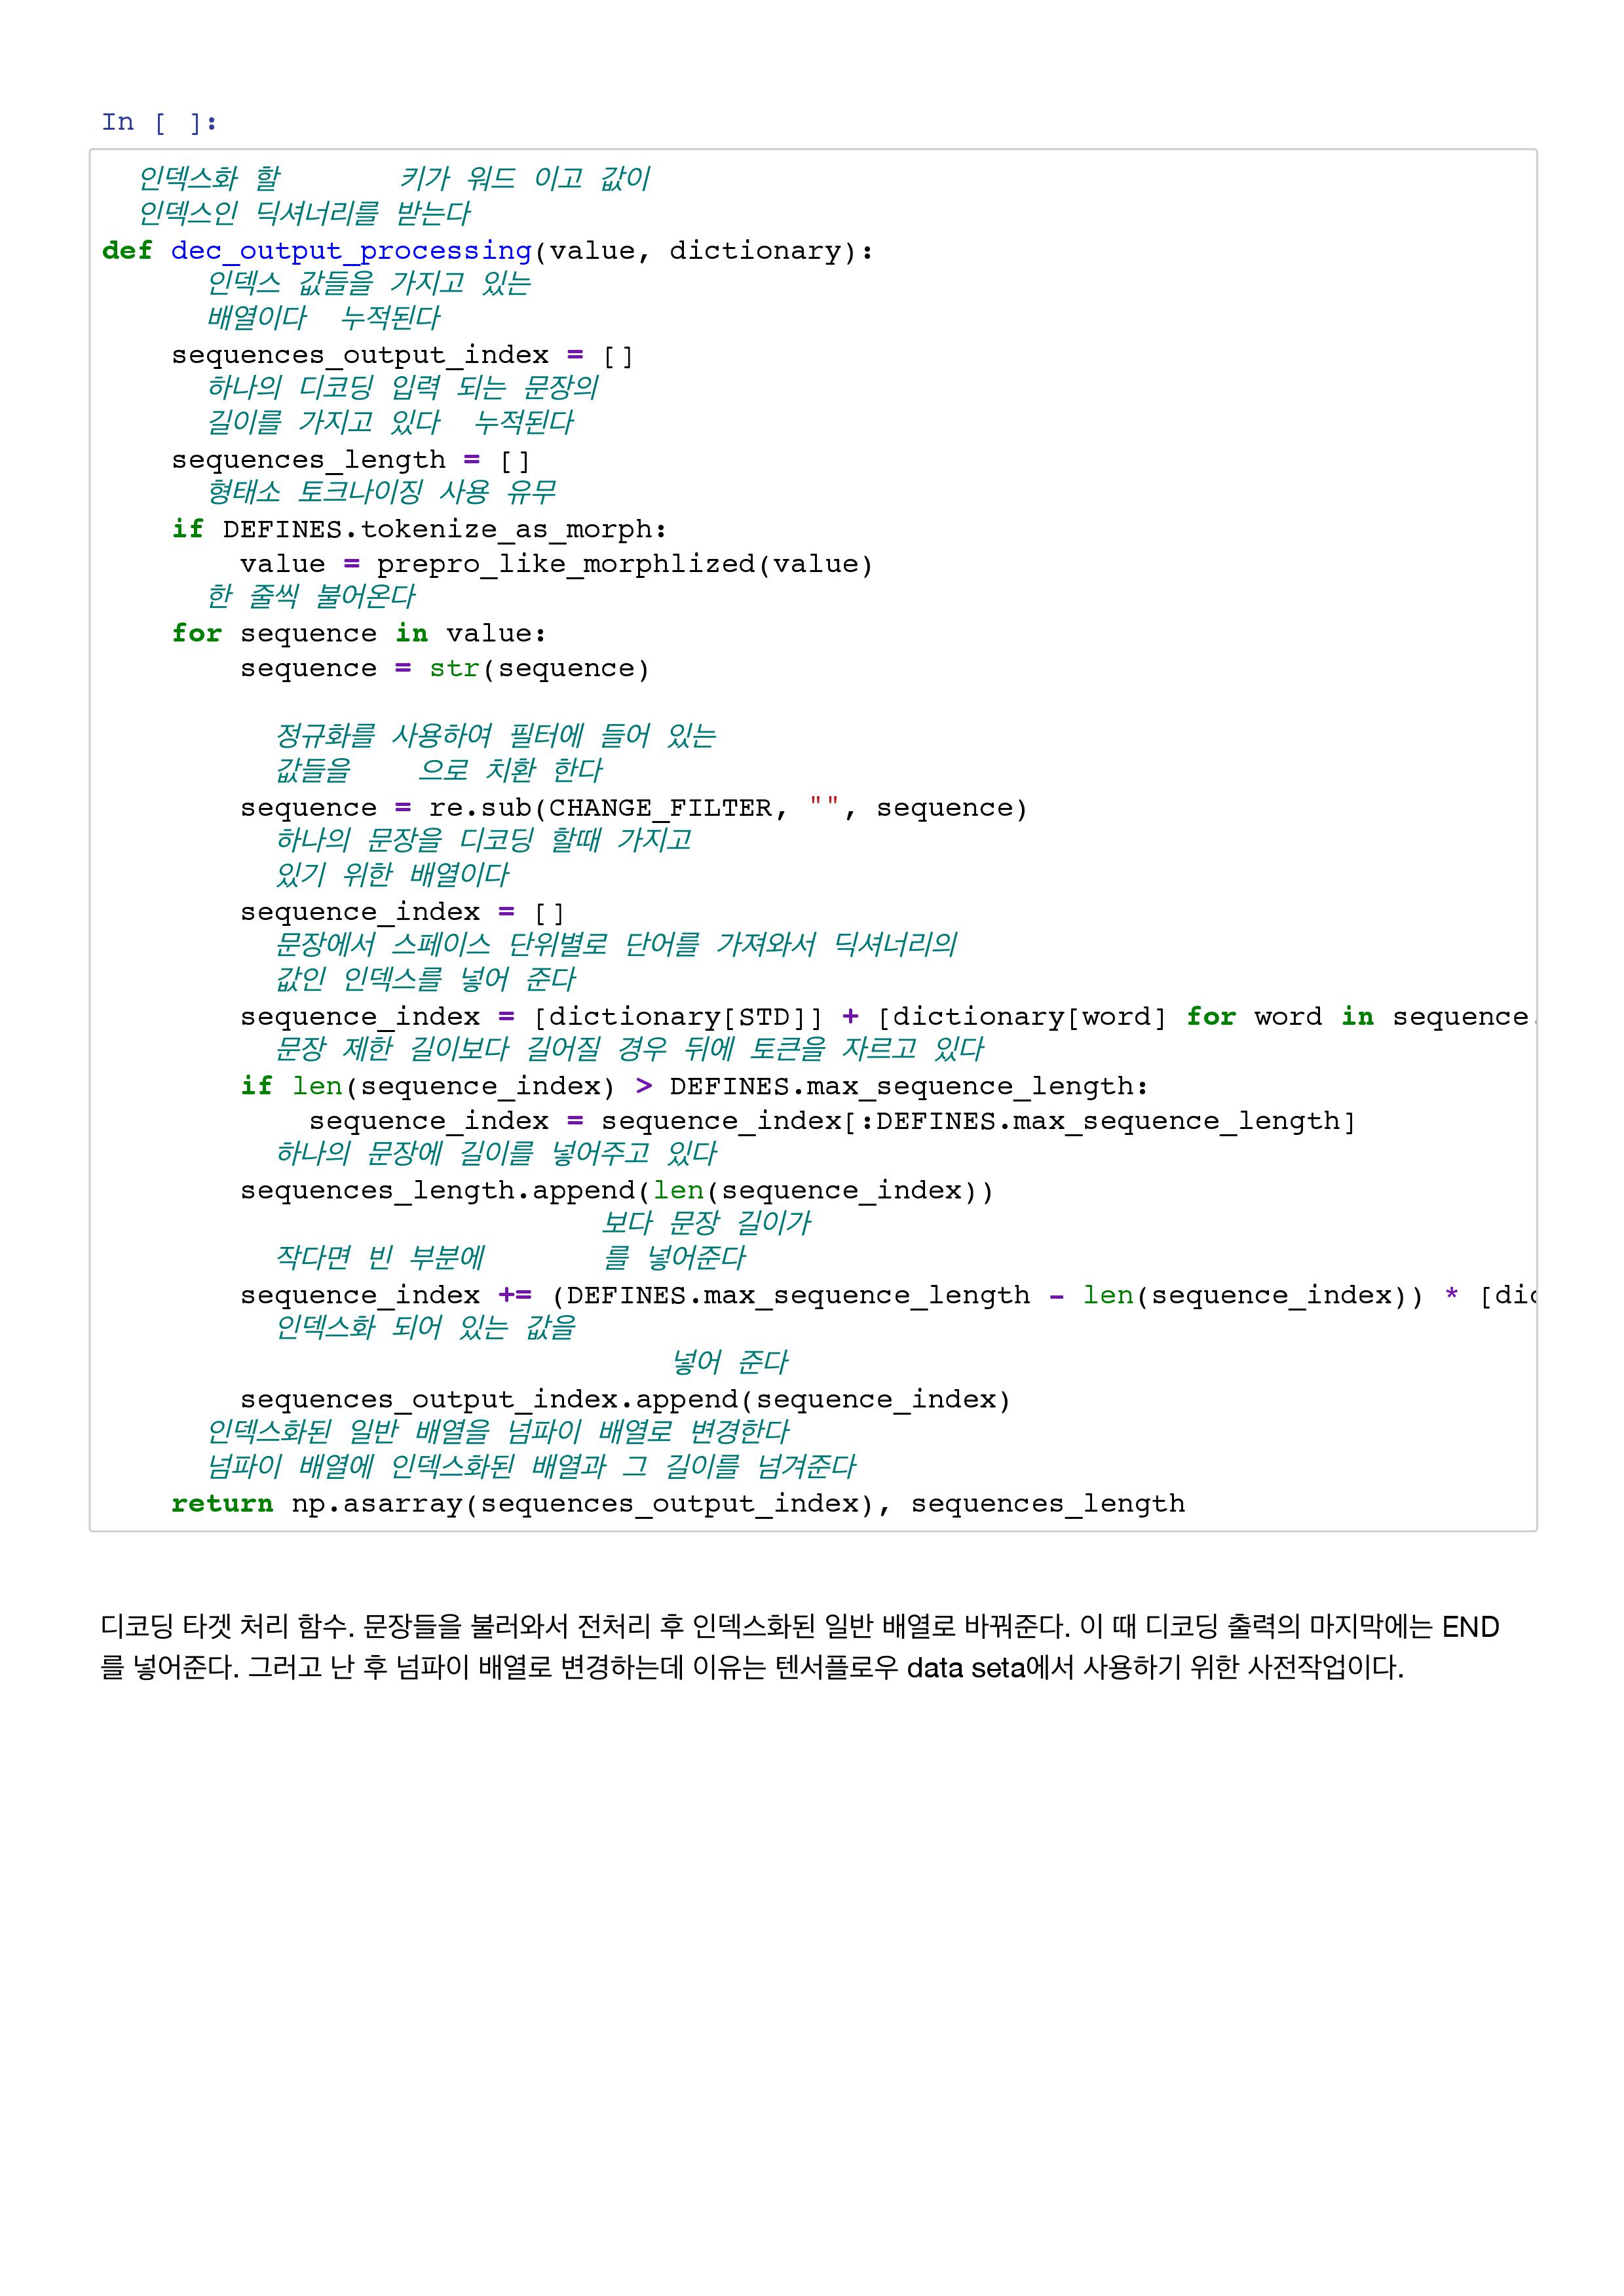 In [ ]:
인덱스화 할 키가 워드 이고 값이
인덱스인 딕셔너리를 받는다
def dec_output_processing(value, dictionary):
인덱스 값들을 가지고 있는
배열이다 누적된다
sequences_output_index = []
하나의 디코딩 입력 되는 문장의
길이를 가지고 있다 누적된다
sequences_length = []
형태소 토크나이징 사용 유무
if DEFINES.tokenize_as_morph:
value = prepro_like_morphlized(value)
한 줄씩 불어온다
for sequence in value:
sequence = str(sequence)
정규화를 사용하여 필터에 들어 있는
값들을 으로 치환 한다
sequence = re.sub(CHANGE_FILTER, "", sequence)
하나의 문장을 디코딩 할때 가지고
있기 위한 배열이다
sequence_index = []
문장에서 스페이스 단위별로 단어를 가져와서 딕셔너리의
값인 인덱스를 넣어 준다
sequence_index = [dictionary[STD]] + [dictionary[word] for word in sequence.
문장 제한 길이보다 길어질 경우 뒤에 토큰을 자르고 있다
if len(sequence_index) > DEFINES.max_sequence_length:
sequence_index = sequence_index[:DEFINES.max_sequence_length]
하나의 문장에 길이를 넣어주고 있다
sequences_length.append(len(sequence_index))
보다 문장 길이가
작다면 빈 부분에 를 넣어준다
sequence_index += (DEFINES.max_sequence_length - len(sequence_index)) * [dic
인덱스화 되어 있는 값을
넣어 준다
sequences_output_index.append(sequence_index)
인덱스화된 일반 배열을 넘파이 배열로 변경한다
넘파이 배열에 인덱스화된 배열과 그 길이를 넘겨준다
return np.asarray(sequences_output_index), sequences_length
디코딩 타겟 처리 함수. 문장들을 불러와서 전처리 후 인덱스화된 일반 배열로 바꿔준다. 이 때 디코딩 출력의 마지막에는 END
를 넣어준다. 그러고 난 후 넘파이 배열로 변경하는데 이유는 텐서플로우 data seta에서 사용하기 위한 사전작업이다.